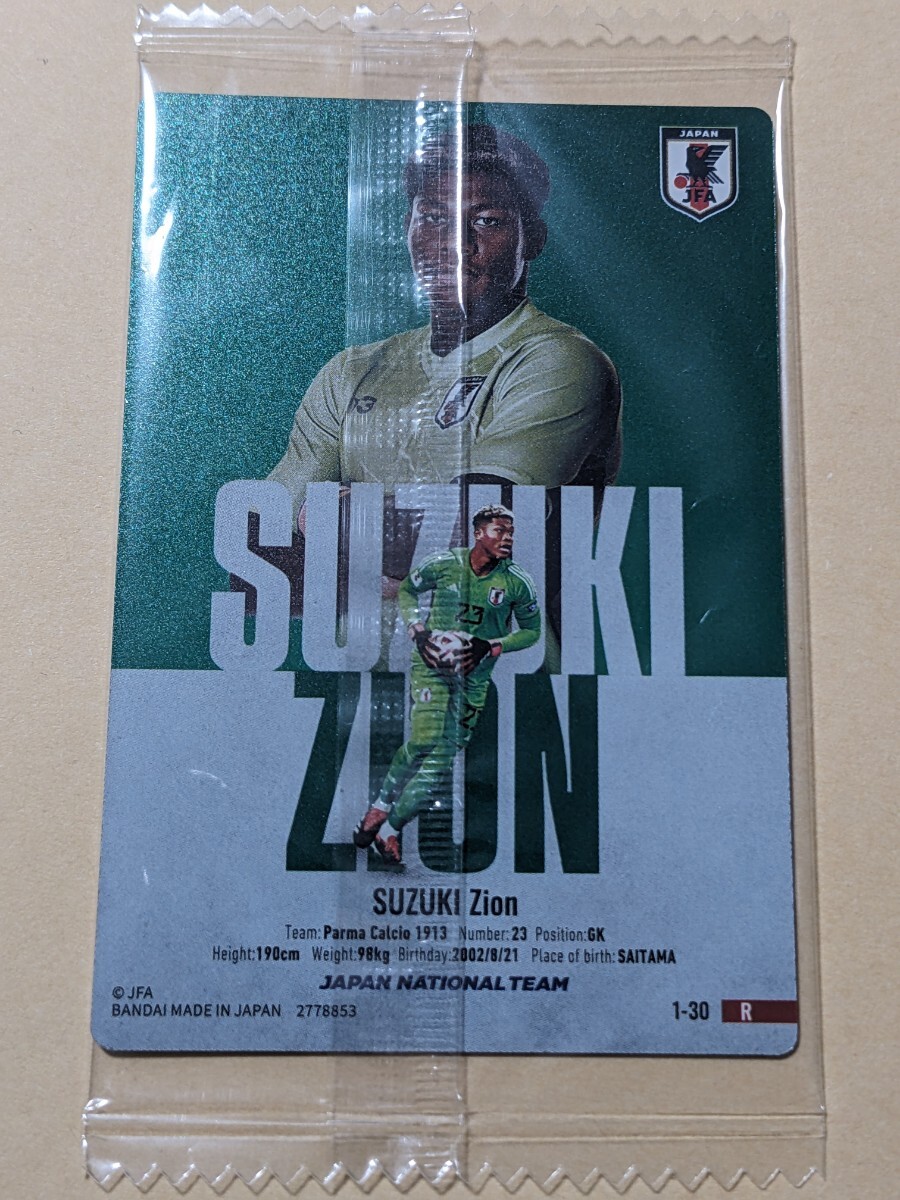 JAPAN
JFA
SUZUKI
23
ZION
SUZUKI Zion
Team:Parma Calcio 1913 Number:23 Position:GK
Height:190cm Weight:98kg Birthday:2002/8/21 Place of birth:SAITAMA
JAPAN NATIONAL TEAM
© JFA
BANDAI MADE IN JAPAN 2778853
1-30 R